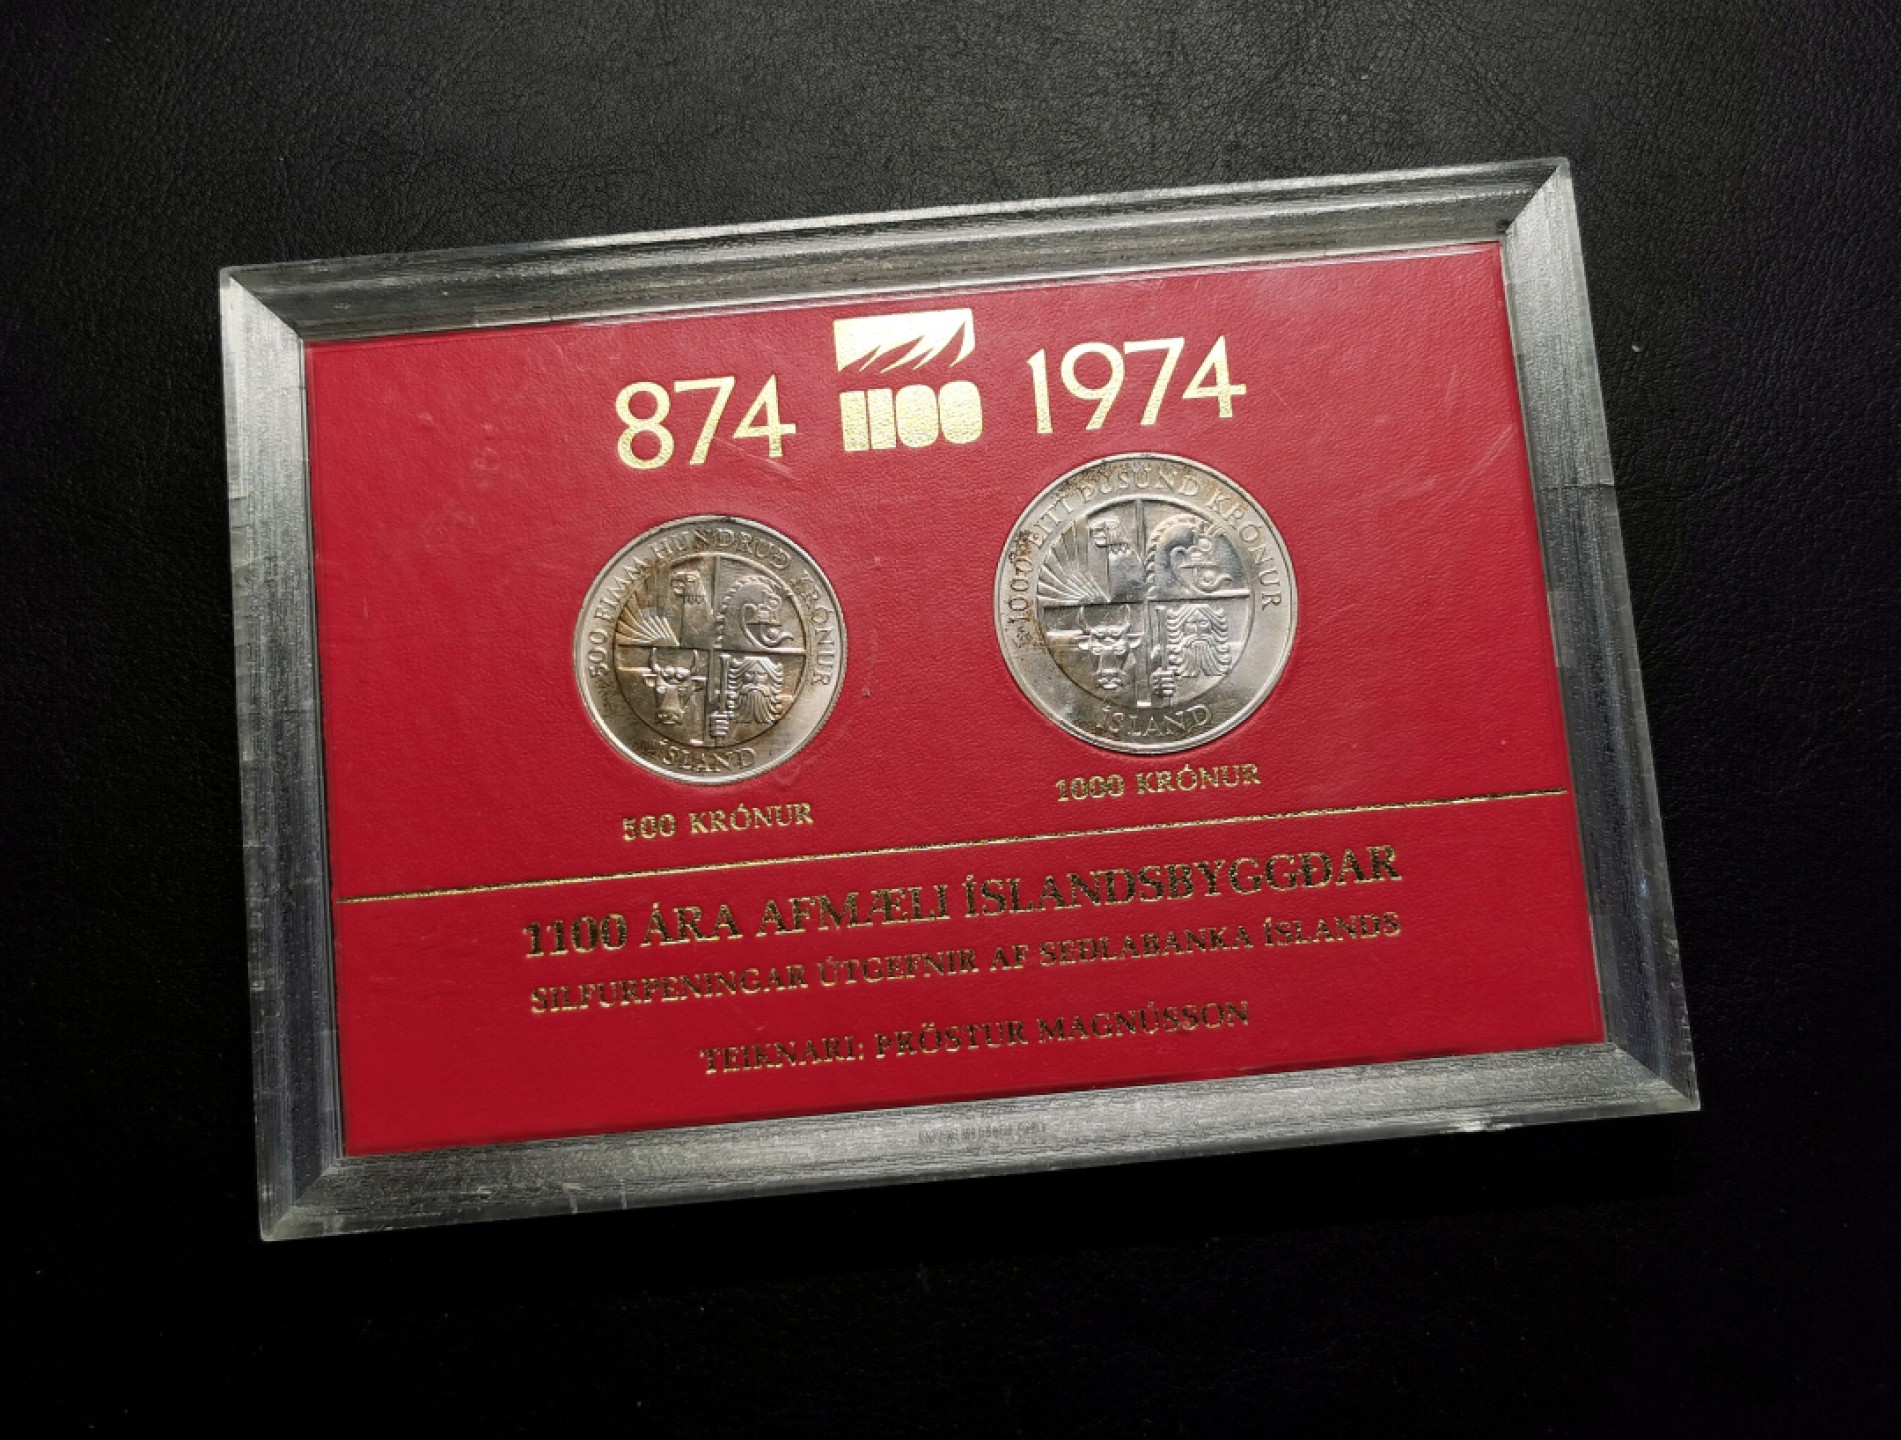 874 1100 1974
500 FIMM HUNDRUÐ KRÓNUR
ÍSLAND
1000 EITT ÞÚSUND KRÓNUR
ÍSLAND
500 KRÓNUR
1000 KRÓNUR
1100 ÁRA AFMÆLI ÍSLANDSBYGGÐAR
SILFURPENINGAR ÚTGEFNIR AF SEÐLABANKA ÍSLANDS
TEIKNARI: ÞRÖSTUR MAGNÚSSON